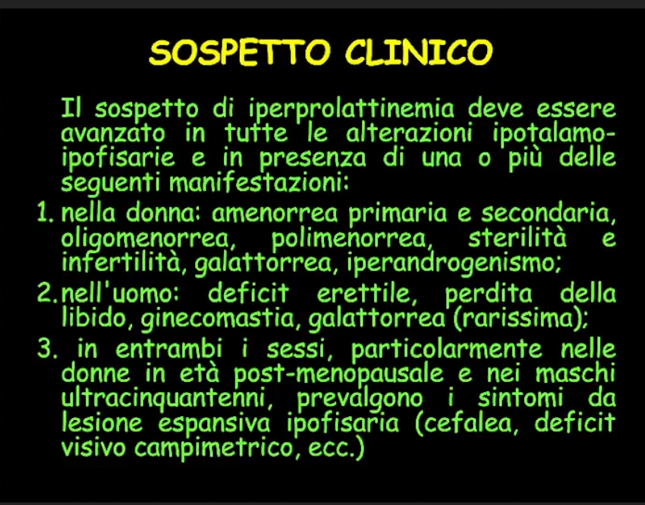 SOSPETTO CLINICO
Il sospetto di iperprolattinemia deve essere
avanzato in tutte le alterazioni ipotalamo-
ipofisarie e in presenza di una o più delle
seguenti manifestazioni:
1. nella donna: amenorrea primaria e secondaria,
oligomenorrea, polimenorrea, sterilità e
infertilità, galattorrea, iperandrogenismo;
2.nell'uomo: deficit erettile, perdita della
libido, ginecomastia, galattorrea (rarissima);
3. in entrambi i sessi, particolarmente nelle
donne in età post-menopausale e nei maschi
ultracinquantenni, prevalgono i sintomi da
lesione espansiva ipofisaria (cefalea, deficit
visivo campimetrico, ecc.)